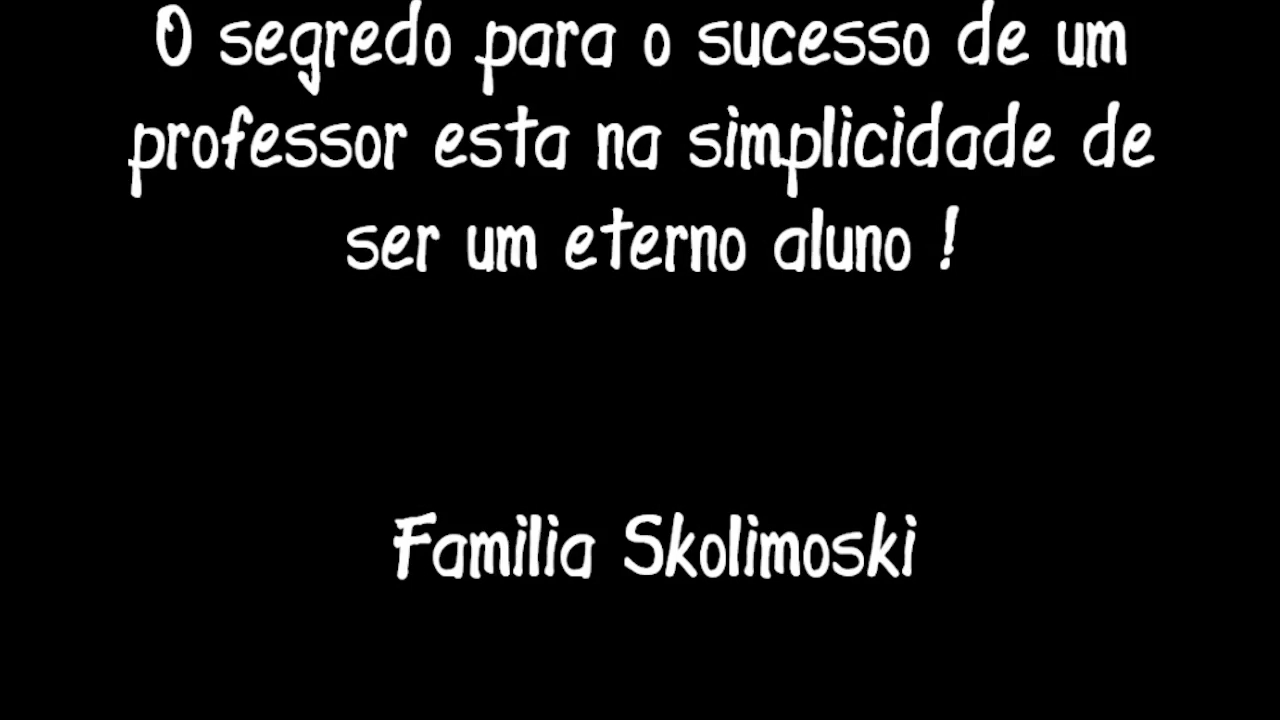 O segredo para o sucesso de um
professor esta na simplicidade de
ser um eterno aluno !
Familia Skolimoski